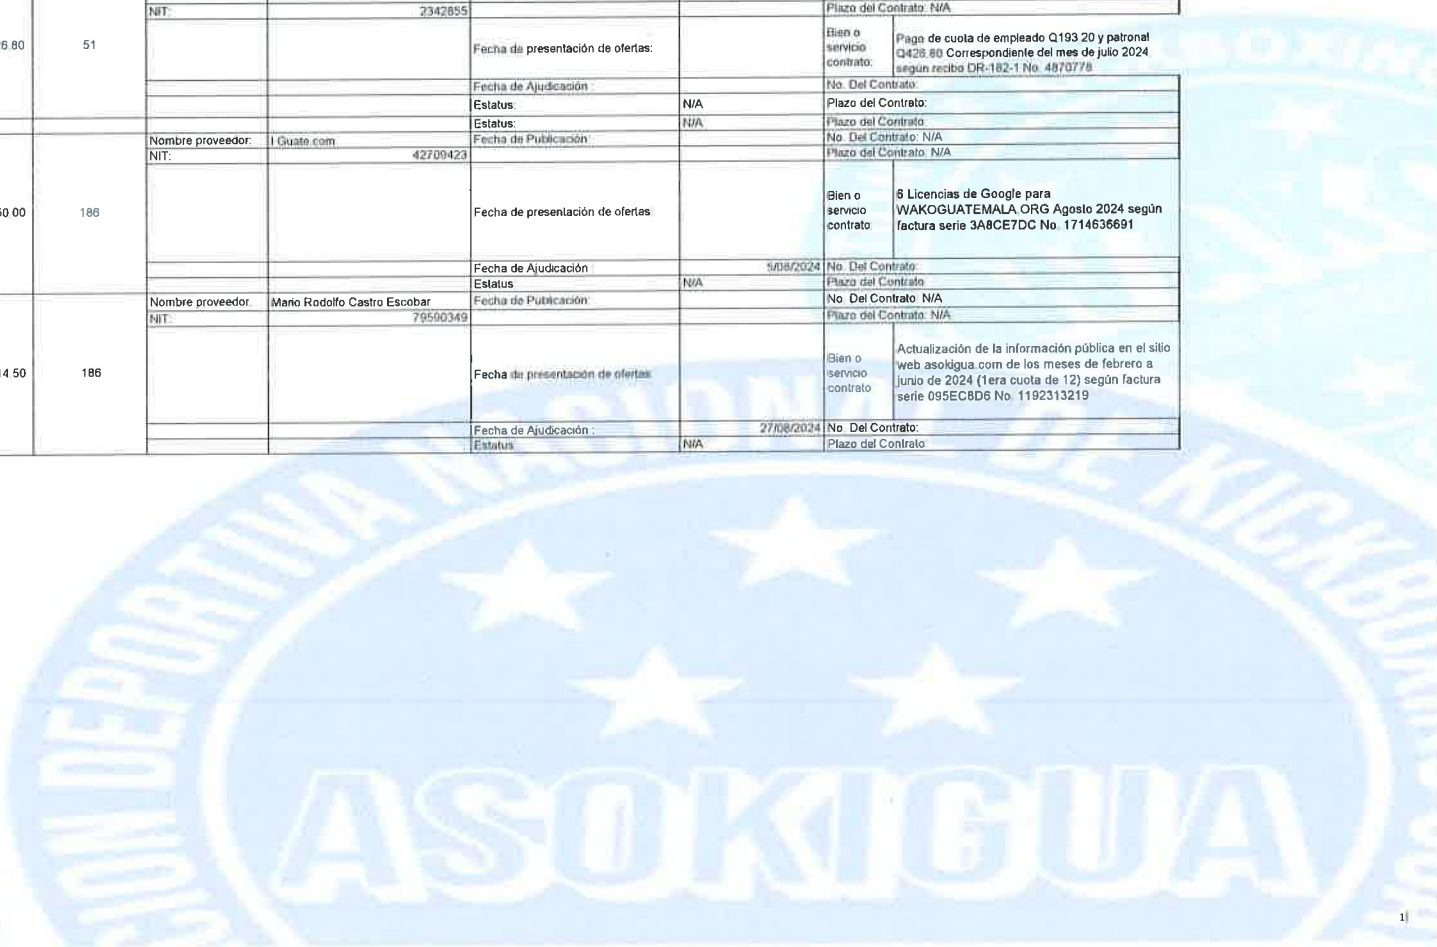 NIT: 2342855 Plazo del Contrato: N/A
6.80 51 Fecha de presentación de ofertas: Bien o servicio contrato: Pago de cuota de empleado Q193.20 y patronal
Q426.80 Correspondiente del mes de julio 2024
según recibo DR-182-1 No. 4870778
Fecha de Ajudicación : No. Del Contrato:
Estatus: N/A Plazo del Contrato:
Estatus: N/A Plazo del Contrato
Nombre proveedor: I Guate.com Fecha de Publicación: No. Del Contrato: N/A
NIT: 42709423 Plazo del Contrato: N/A
50.00 186 Fecha de presentación de ofertas Bien o servicio contrato: 6 Licencias de Google para
WAKOGUATEMALA.ORG Agosto 2024 según
factura serie 3A8CE7DC No. 1714636691
Fecha de Ajudicación 5/08/2024 No. Del Contrato:
Estatus N/A Plazo del Contrato
Nombre proveedor Mario Rodolfo Castro Escobar Fecha de Publicación: No. Del Contrato: N/A
NIT: 79590349 Plazo del Contrato: N/A
4.50 186 Fecha de presentación de ofertas: Bien o servicio contrato Actualización de la información pública en el sitio
web asokigua.com de los meses de febrero a
junio de 2024 (1era cuota de 12) según factura
serie 095EC8D6 No. 1192313219
Fecha de Ajudicación : 27/08/2024 No. Del Contrato:
Estatus N/A Plazo del Contrato
CION DEPORTIVA NACIONAL DE KICKBOXING
ASOKIGUA
1